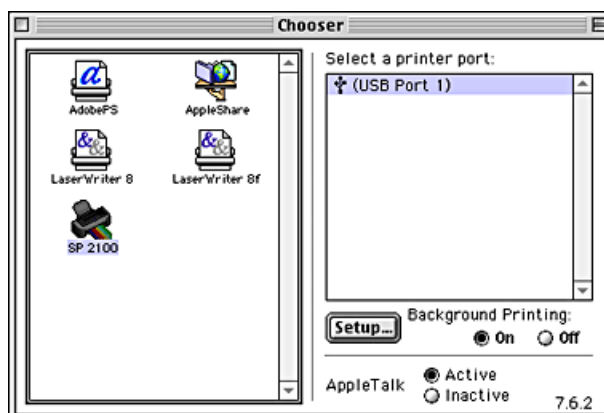 Chooser
AdobePS
AppleShare
LaserWriter 8
LaserWriter 8f
SP 2100
Select a printer port:
(USB Port 1)
Setup...
Background Printing:
On Off
AppleTalk
Active
Inactive
7.6.2